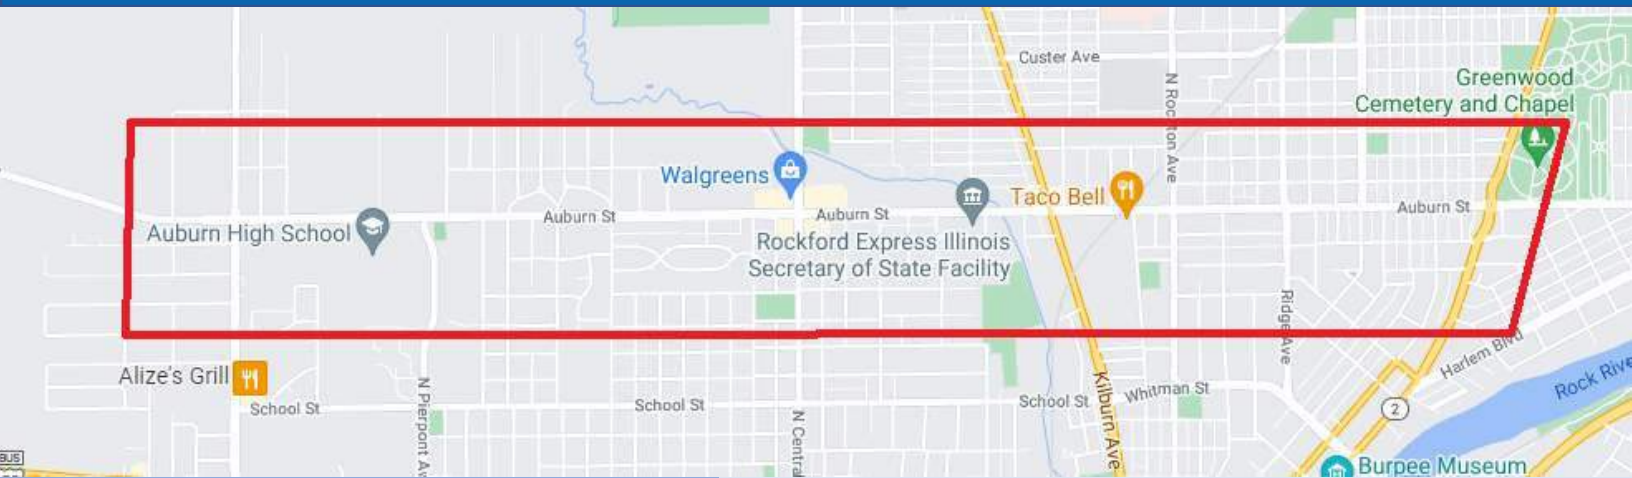 Custer Ave
Greenwood
Cemetery and Chapel
N Rockton Ave
Walgreens
Taco Bell
Auburn St
Auburn St
Auburn St
Auburn High School
Rockford Express Illinois
Secretary of State Facility
Ridge Ave
Harlem Blvd
Alize's Grill
N Pierpont Av
School St
School St
School St
Whitman St
Kilburn Ave
N Central
Rock Rive
2
BUS
Burpee Museum